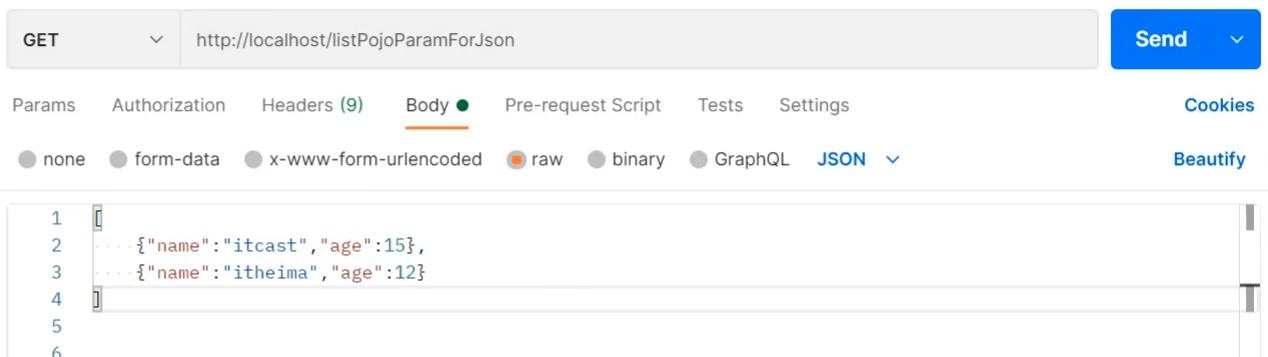 GET http://localhost/listPojoParamForJson Send
Params Authorization Headers (9) Body Pre-request Script Tests Settings Cookies
none form-data x-www-form-urlencoded raw binary GraphQL JSON Beautify
1 [
2 {"name":"itcast","age":15},
3 {"name":"itheima","age":12}
4 ]
5
6